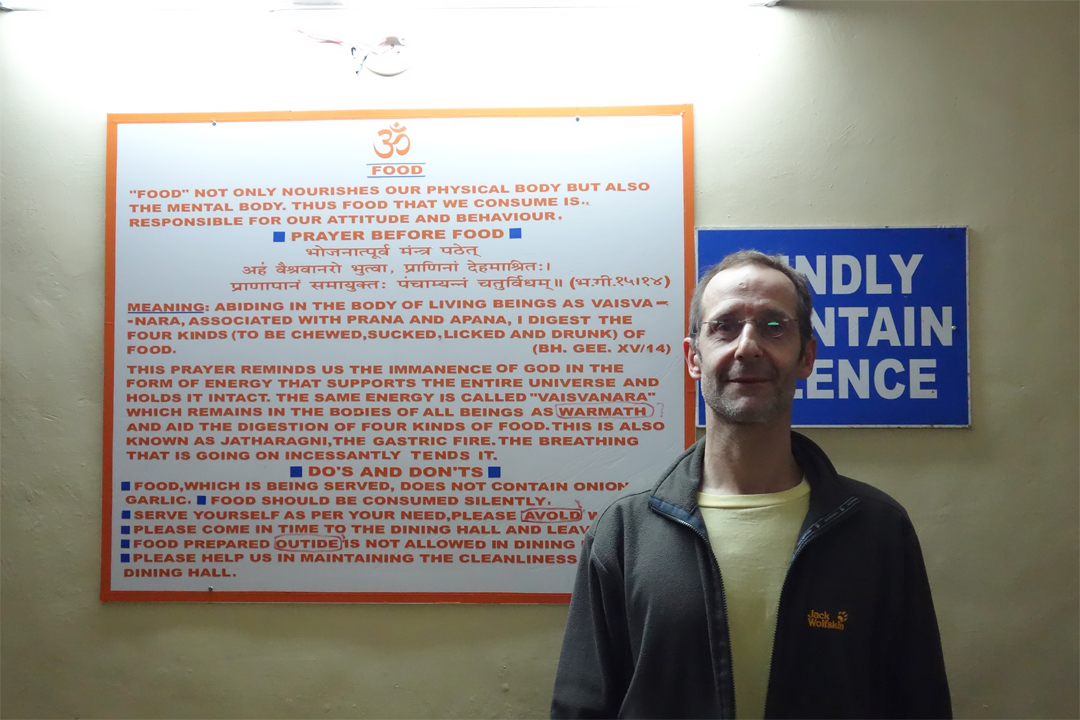 ॐ
FOOD
"FOOD" NOT ONLY NOURISHES OUR PHYSICAL BODY BUT ALSO
THE MENTAL BODY. THUS FOOD THAT WE CONSUME IS..
RESPONSIBLE FOR OUR ATTITUDE AND BEHAVIOUR.
PRAYER BEFORE FOOD
भोजनात्पूर्व मंन्त्र पठेत्
अहं वैश्रवानरो भुत्वा, प्राणिनां देहमाश्रितः।
प्राणापानं समायुक्तः पंचाम्यन्नं चतुर्विधम्॥ (भ.गी.१५।१४)
MEANING: ABIDING IN THE BODY OF LIVING BEINGS AS VAISVA-
-NARA, ASSOCIATED WITH PRANA AND APANA, I DIGEST THE
FOUR KINDS (TO BE CHEWED,SUCKED,LICKED AND DRUNK) OF
FOOD. (BH. GEE. XV/14)
THIS PRAYER REMINDS US THE IMMANENCE OF GOD IN THE
FORM OF ENERGY THAT SUPPORTS THE ENTIRE UNIVERSE AND
HOLDS IT INTACT. THE SAME ENERGY IS CALLED "VAISVANARA"
WHICH REMAINS IN THE BODIES OF ALL BEINGS AS WARMATH ?
AND AID THE DIGESTION OF FOUR KINDS OF FOOD.THIS IS ALSO
KNOWN AS JATHARAGNI,THE GASTRIC FIRE.THE BREATHING
THAT IS GOING ON INCESSANTLY TENDS IT.
DO'S AND DON'TS
FOOD,WHICH IS BEING SERVED, DOES NOT CONTAIN ONION
GARLIC. FOOD SHOULD BE CONSUMED SILENTLY.
SERVE YOURSELF AS PER YOUR NEED,PLEASE AVOLD W
PLEASE COME IN TIME TO THE DINING HALL AND LEAV
FOOD PREPARED OUTIDE IS NOT ALLOWED IN DINING
PLEASE HELP US IN MAINTAINING THE CLEANLINESS
DINING HALL.
INDLY
NTAIN
LENCE
Jack
Wolfskin